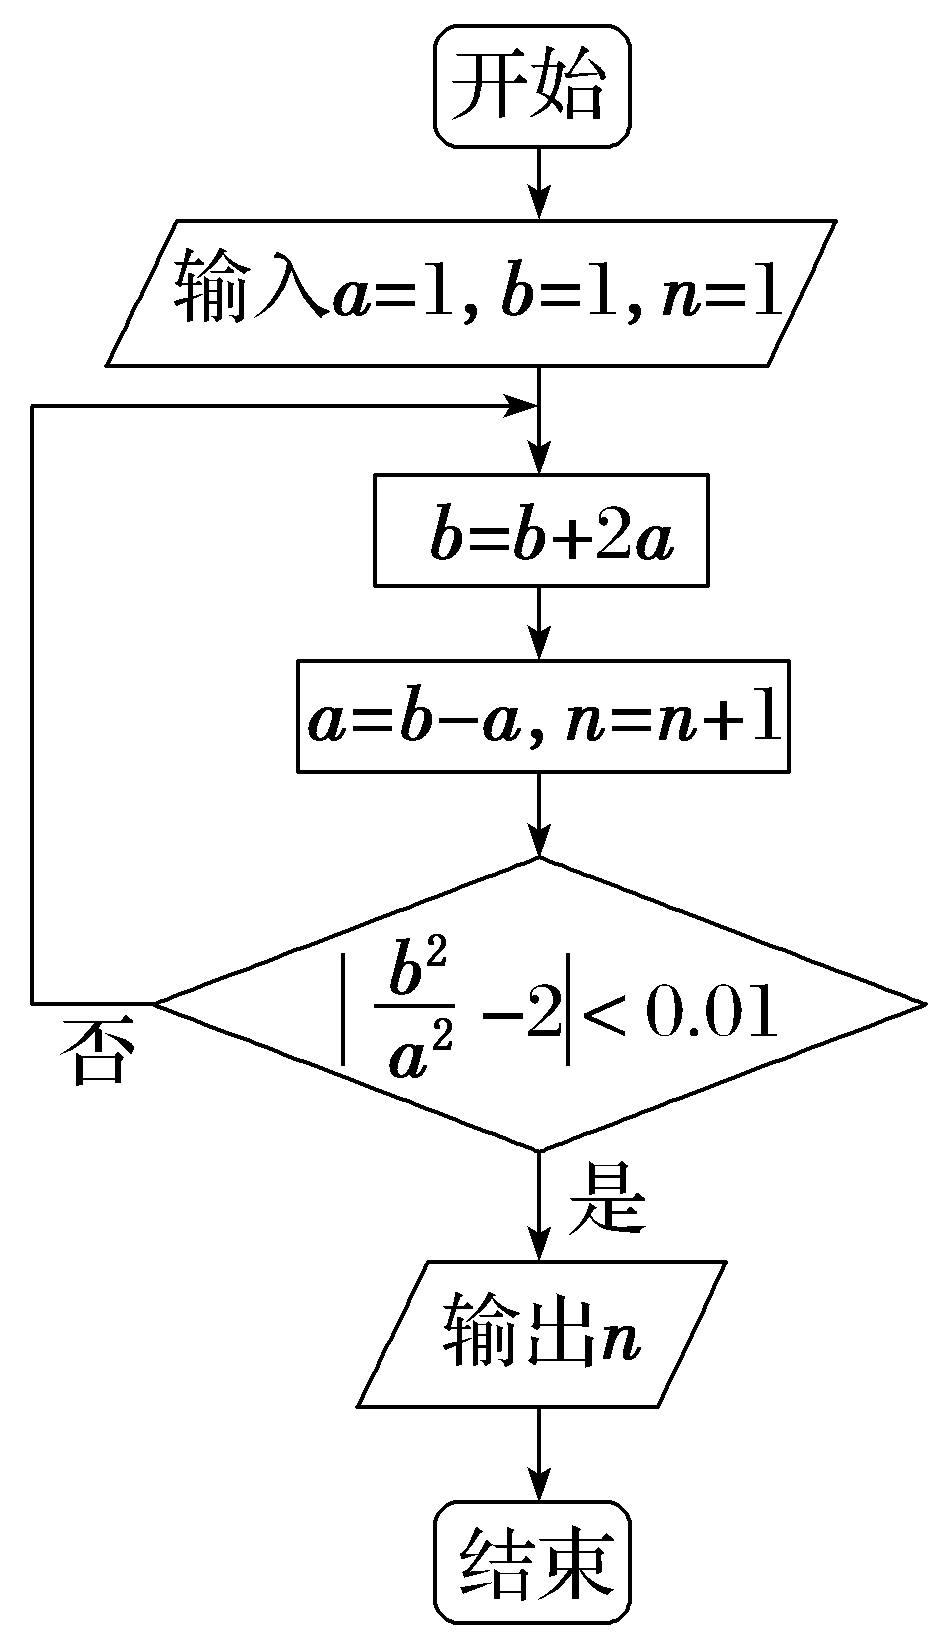 开始
输入a=1, b=1, n=1
b=b+2a
a=b-a, n=n+1
|b²/a² -2|<0.01
否
是
输出n
结束